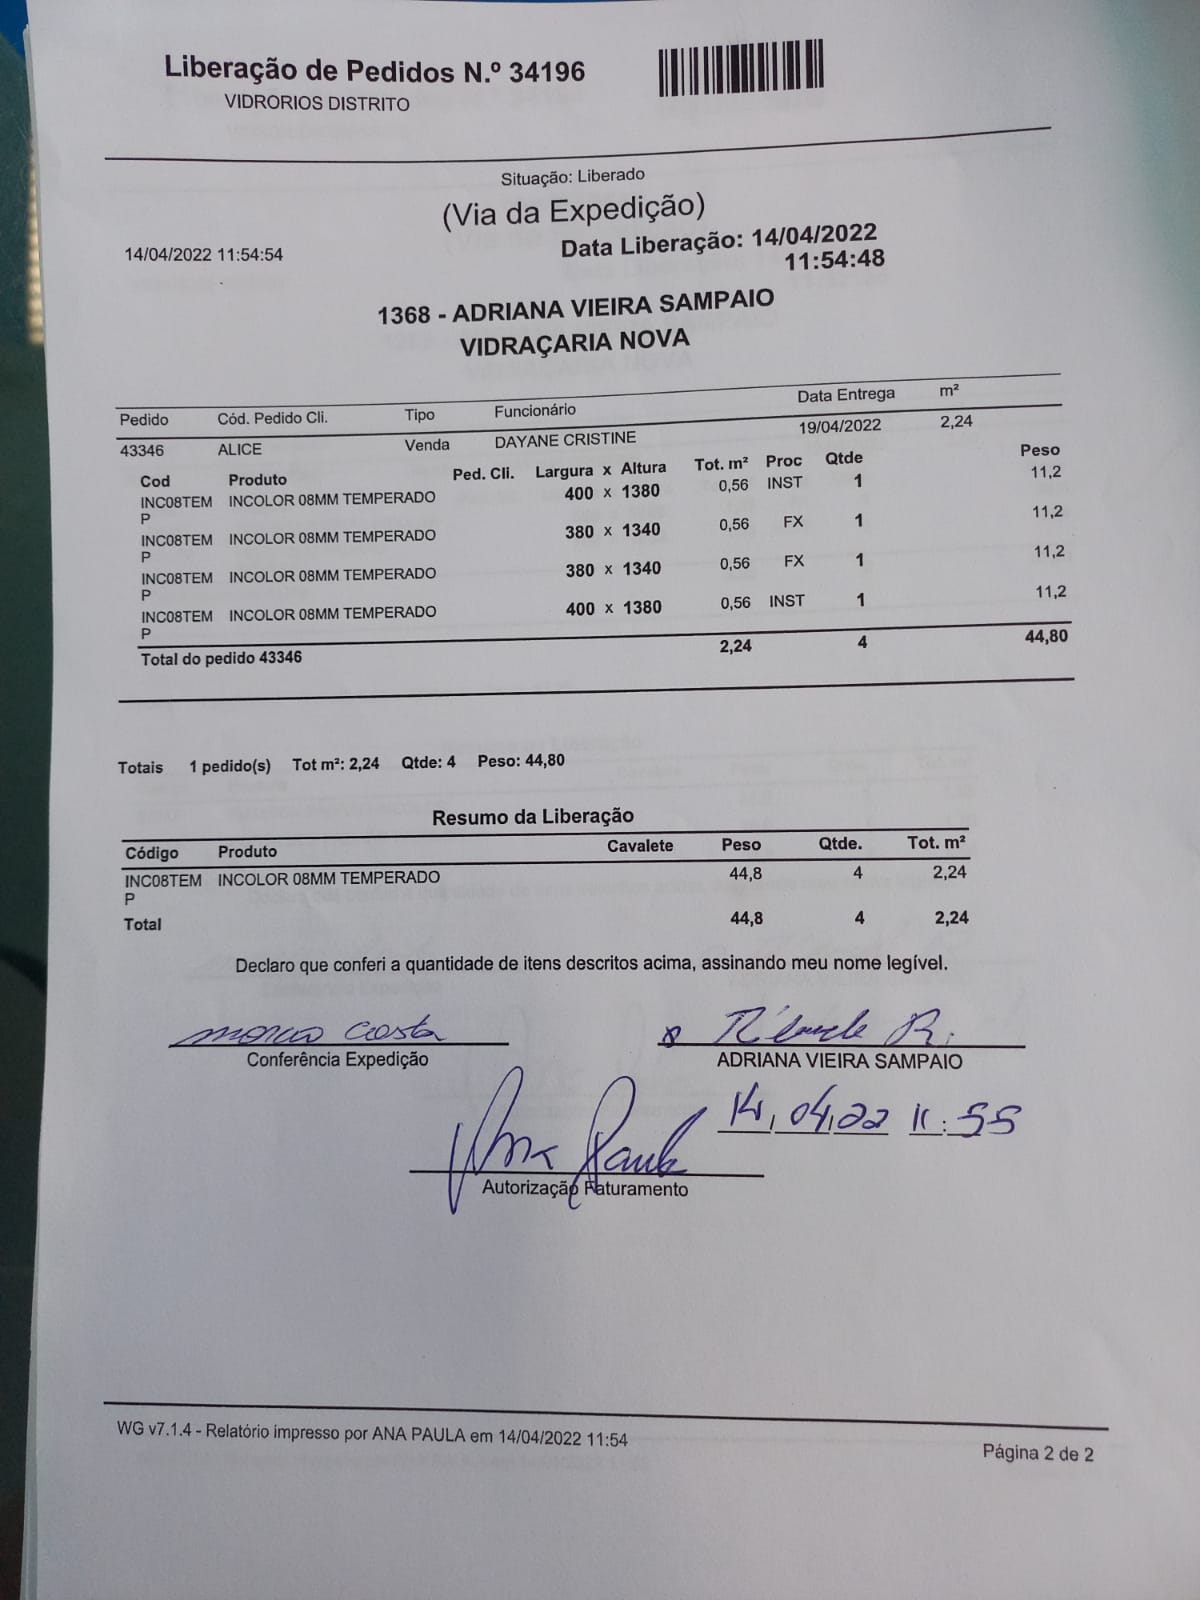 Liberação de Pedidos N.º 34196
VIDRORIOS DISTRITO
Situação: Liberado
(Via da Expedição)
14/04/2022 11:54:54
Data Liberação: 14/04/2022
11:54:48
1368 - ADRIANA VIEIRA SAMPAIO
VIDRAÇARIA NOVA
Pedido Cód. Pedido Cli. Tipo Funcionário Data Entrega m²
43346 ALICE Venda DAYANE CRISTINE 19/04/2022 2,24
Cod Produto Ped. Cli. Largura x Altura Tot. m² Proc Qtde Peso
INC08TEM INCOLOR 08MM TEMPERADO 400 x 1380 0,56 INST 1 11,2
P
INC08TEM INCOLOR 08MM TEMPERADO 380 x 1340 0,56 FX 1 11,2
P
INC08TEM INCOLOR 08MM TEMPERADO 380 x 1340 0,56 FX 1 11,2
P
INC08TEM INCOLOR 08MM TEMPERADO 400 x 1380 0,56 INST 1 11,2
P
Total do pedido 43346 2,24 4 44,80
Totais 1 pedido(s) Tot m²: 2,24 Qtde: 4 Peso: 44,80
Resumo da Liberação
Código Produto Cavalete Peso Qtde. Tot. m²
INC08TEM INCOLOR 08MM TEMPERADO 44,8 4 2,24
P
Total 44,8 4 2,24
Declaro que conferi a quantidade de itens descritos acima, assinando meu nome legível.
costa
Conferência Expedição
ADRIANA VIEIRA SAMPAIO
14, 04, 22 11:55
Ana Paula
Autorização Faturamento
WG v7.1.4 - Relatório impresso por ANA PAULA em 14/04/2022 11:54
Página 2 de 2